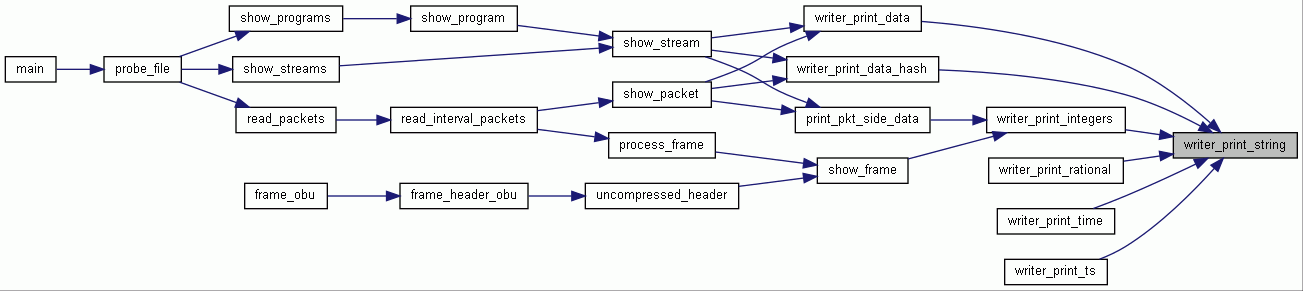 main
probe_file
show_programs
show_streams
read_packets
show_program
read_interval_packets
frame_obu
frame_header_obu
show_stream
show_packet
process_frame
uncompressed_header
writer_print_data
writer_print_data_hash
print_pkt_side_data
show_frame
writer_print_integers
writer_print_rational
writer_print_time
writer_print_ts
writer_print_string